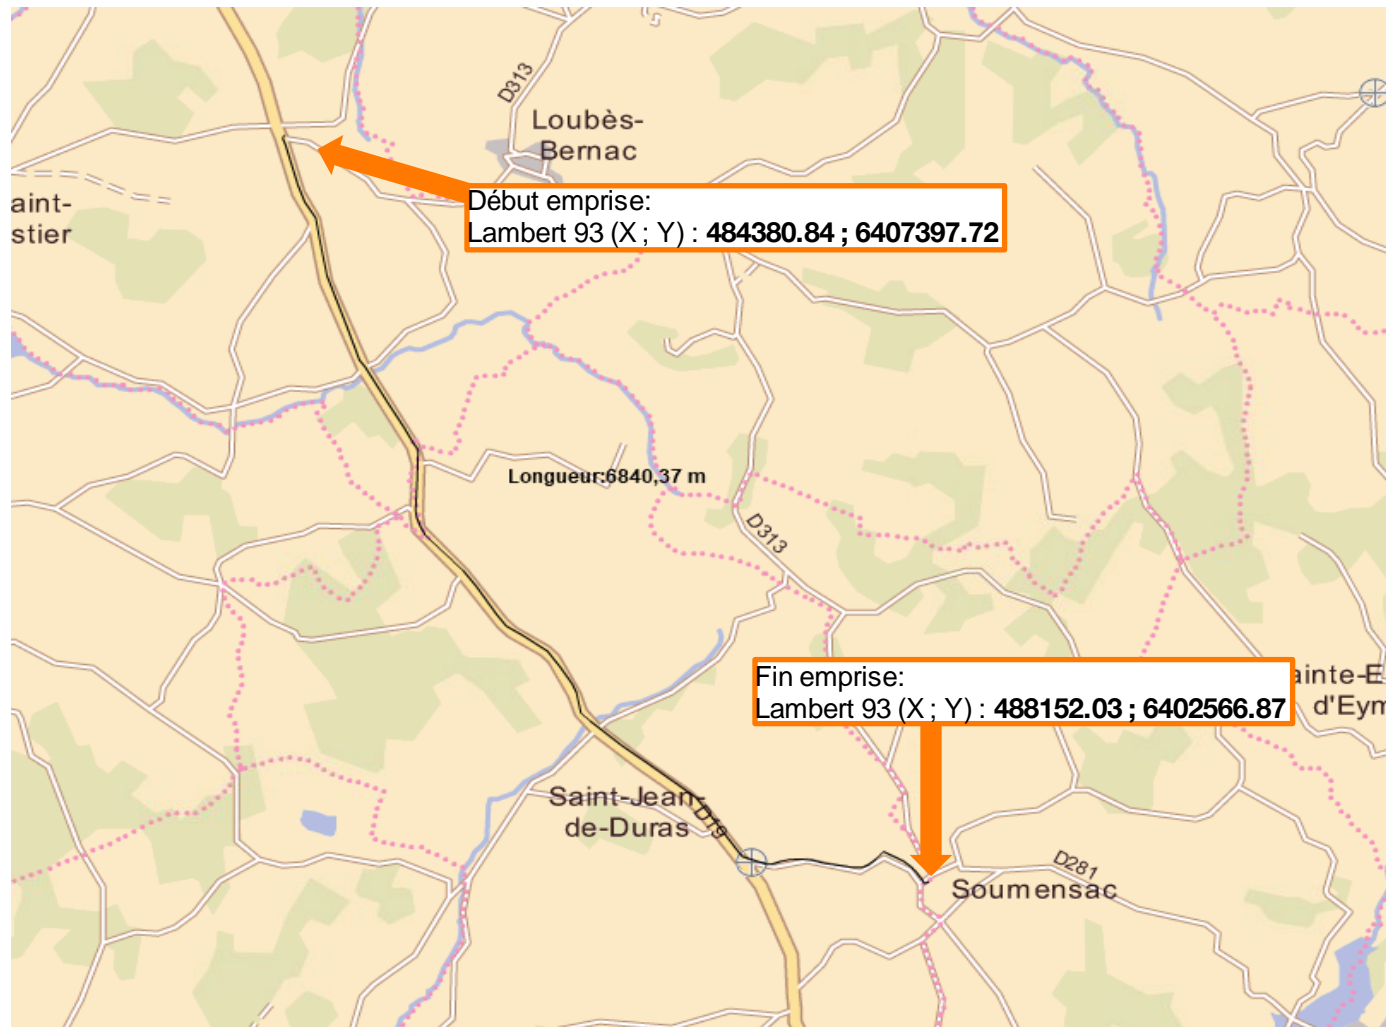 D313
Loubès-
Bernac
aint-
stier
Début emprise:
Lambert 93 (X ; Y) : 484380.84 ; 6407397.72
Longueur:6840,37 m
D313
Fin emprise:
Lambert 93 (X ; Y) : 488152.03 ; 6402566.87
ainte-E
d'Eym
Saint-Jean-
de-Duras
D19
D281
Soumensac